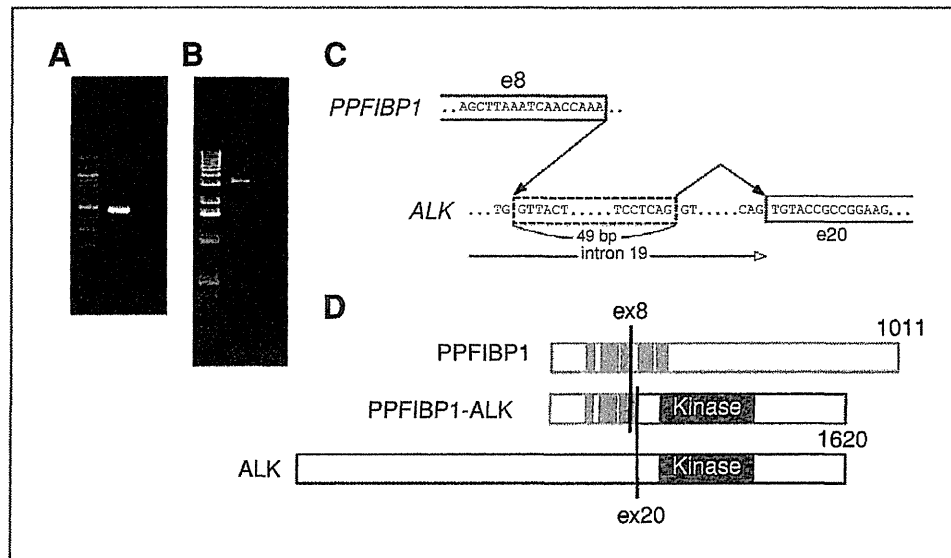 A
B
C
e8
PPFIBP1
..AGCTTAAATCAACCAAA..
ALK
...TG GTTACT.....TCCTCAG GT.....CAG TGTACCGCCGGAAG...
49 bp
intron 19
e20
D
ex8
1011
PPFIBP1
PPFIBP1-ALK
Kinase
1620
ALK
Kinase
ex20